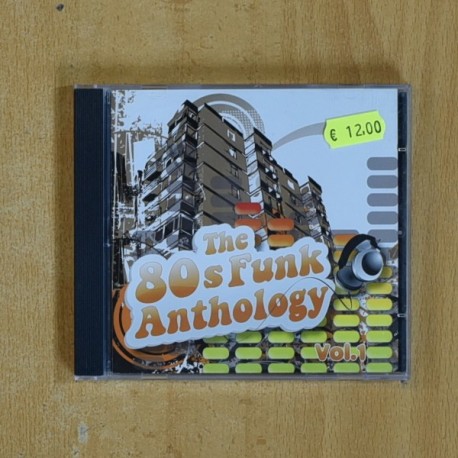 € 12,00
The
80s Funk
Anthology
Vol.1